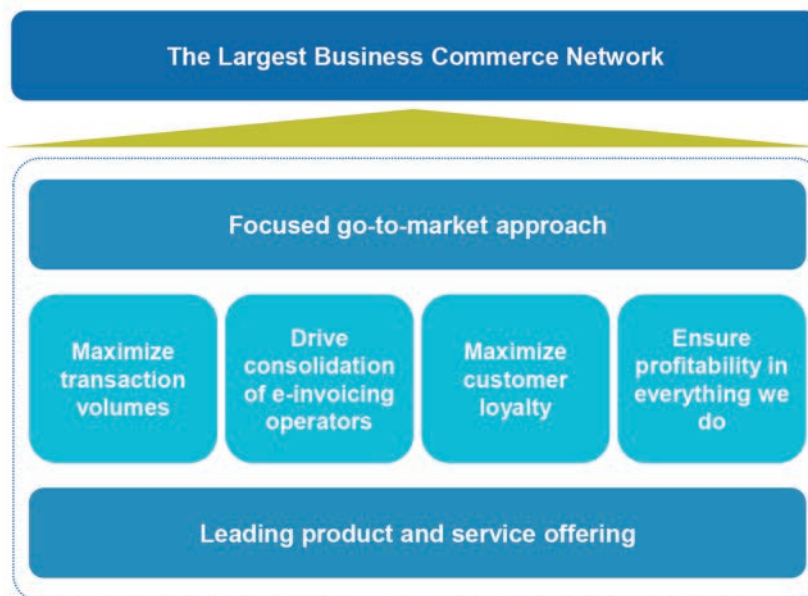 The Largest Business Commerce Network
Focused go-to-market approach
Maximize
transaction
volumes
Drive
consolidation
of e-invoicing
operators
Maximize
customer
loyalty
Ensure
profitability in
everything we
do
Leading product and service offering